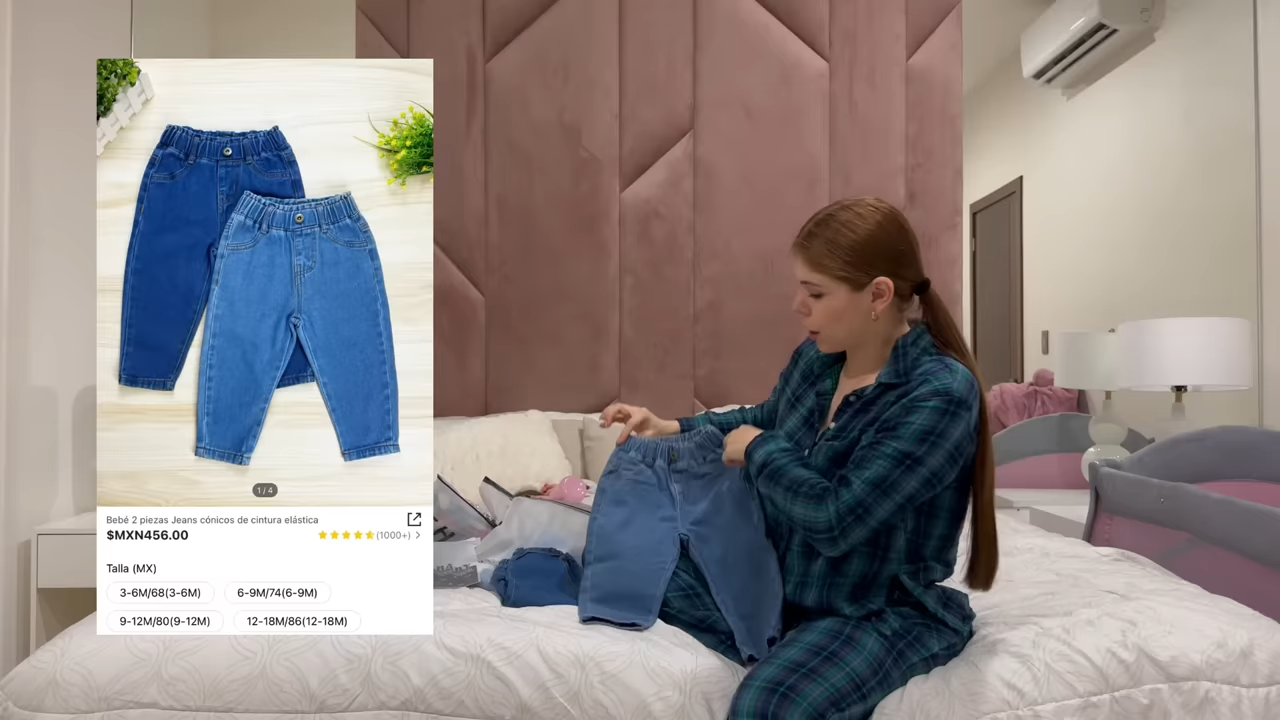 1 / 4
Bebé 2 piezas Jeans cónicos de cintura elástica
$MXN456.00
(1000+)
Talla (MX)
3-6M/68(3-6M)
6-9M/74(6-9M)
9-12M/80(9-12M)
12-18M/86(12-18M)